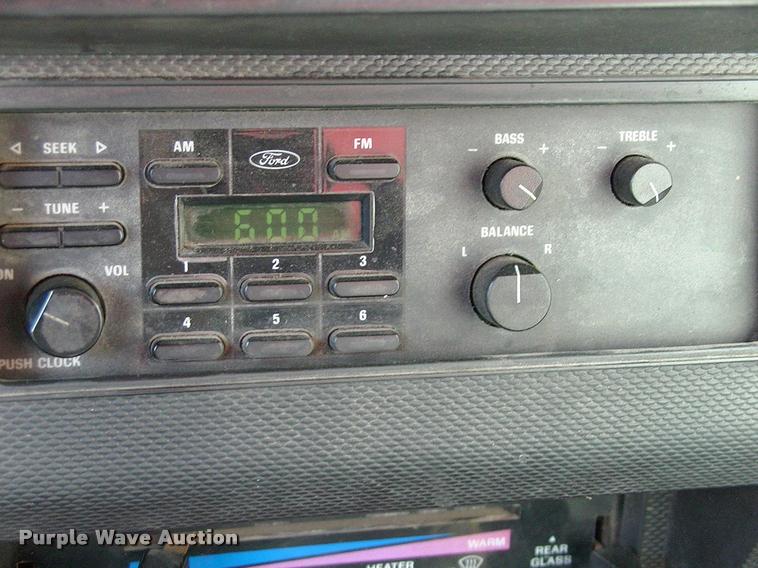 ◁ SEEK ▷
AM
Ford
FM
BASS
- +
TREBLE
- +
- TUNE +
600
AM
BALANCE
L R
ON
VOL
1 2 3
4 5 6
PUSH CLOCK
Purple Wave Auction®
HEATER
WARM
REAR
GLASS